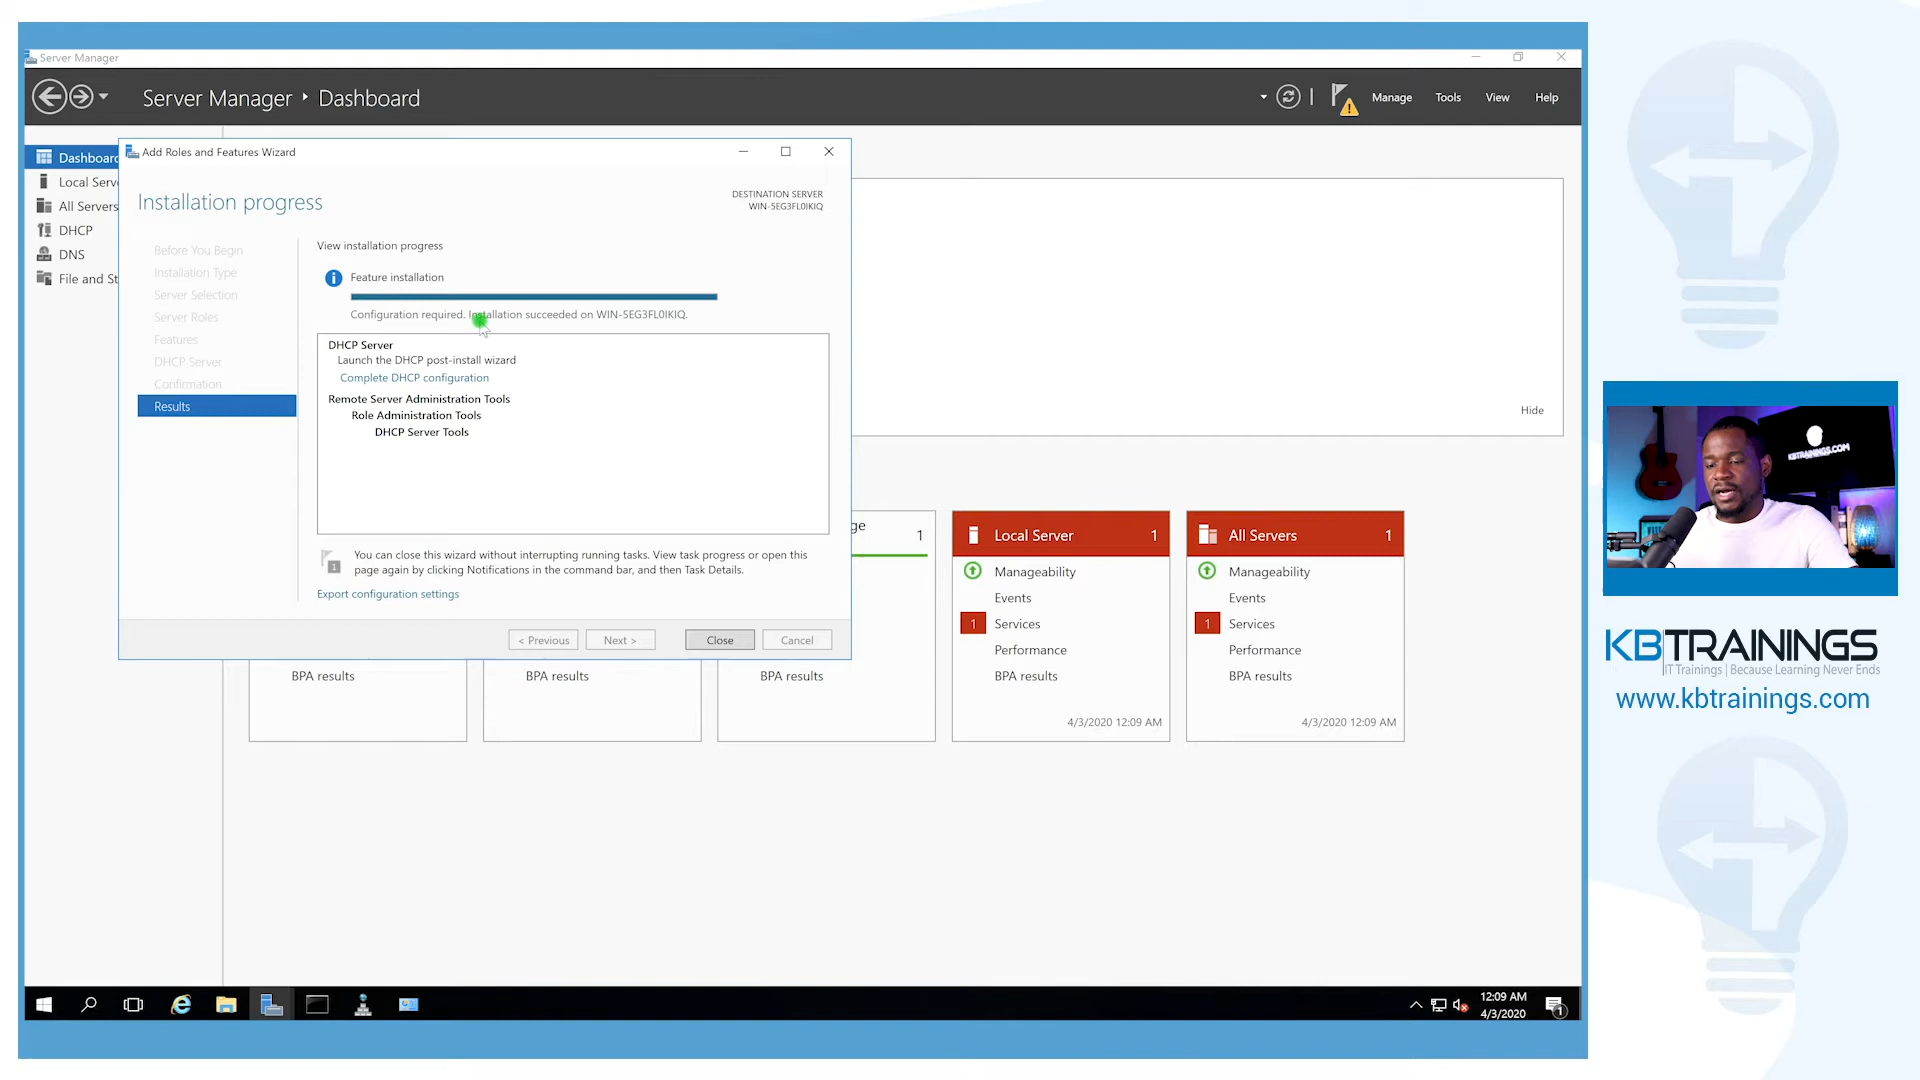 Server Manager
Server Manager ‣ Dashboard
Manage
Tools
View
Help
Dashboard
Local Serv
All Servers
DHCP
DNS
File and St
Add Roles and Features Wizard
Installation progress
DESTINATION SERVER
WIN-5EG3FL0IKIQ
Before You Begin
Installation Type
Server Selection
Server Roles
Features
DHCP Server
Confirmation
Results
View installation progress
Feature installation
Configuration required. Installation succeeded on WIN-5EG3FL0IKIQ.
DHCP Server
Launch the DHCP post-install wizard
Complete DHCP configuration
Remote Server Administration Tools
Role Administration Tools
DHCP Server Tools
1
You can close this wizard without interrupting running tasks. View task progress or open this
page again by clicking Notifications in the command bar, and then Task Details.
Export configuration settings
< Previous
Next >
Close
Cancel
Hide
ge
1
BPA results
BPA results
BPA results
Local Server 1
Manageability
Events
1 Services
Performance
BPA results
4/3/2020 12:09 AM
All Servers 1
Manageability
Events
1 Services
Performance
BPA results
4/3/2020 12:09 AM
12:09 AM
4/3/2020
1
KBTRAININGS.COM
KBTRAININGS
IT Trainings | Because Learning Never Ends
www.kbtrainings.com